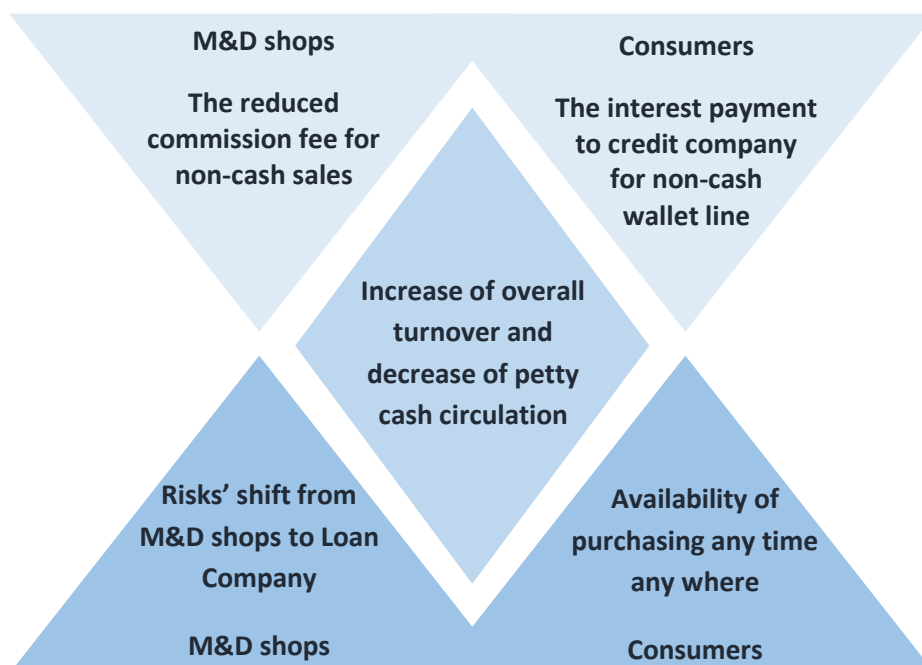 M&D shops
The reduced
commission fee for
non-cash sales
Consumers
The interest payment
to credit company
for non-cash
wallet line
Increase of overall
turnover and
decrease of petty
cash circulation
Risks’ shift from
M&D shops to Loan
Company
M&D shops
Availability of
purchasing any time
any where
Consumers